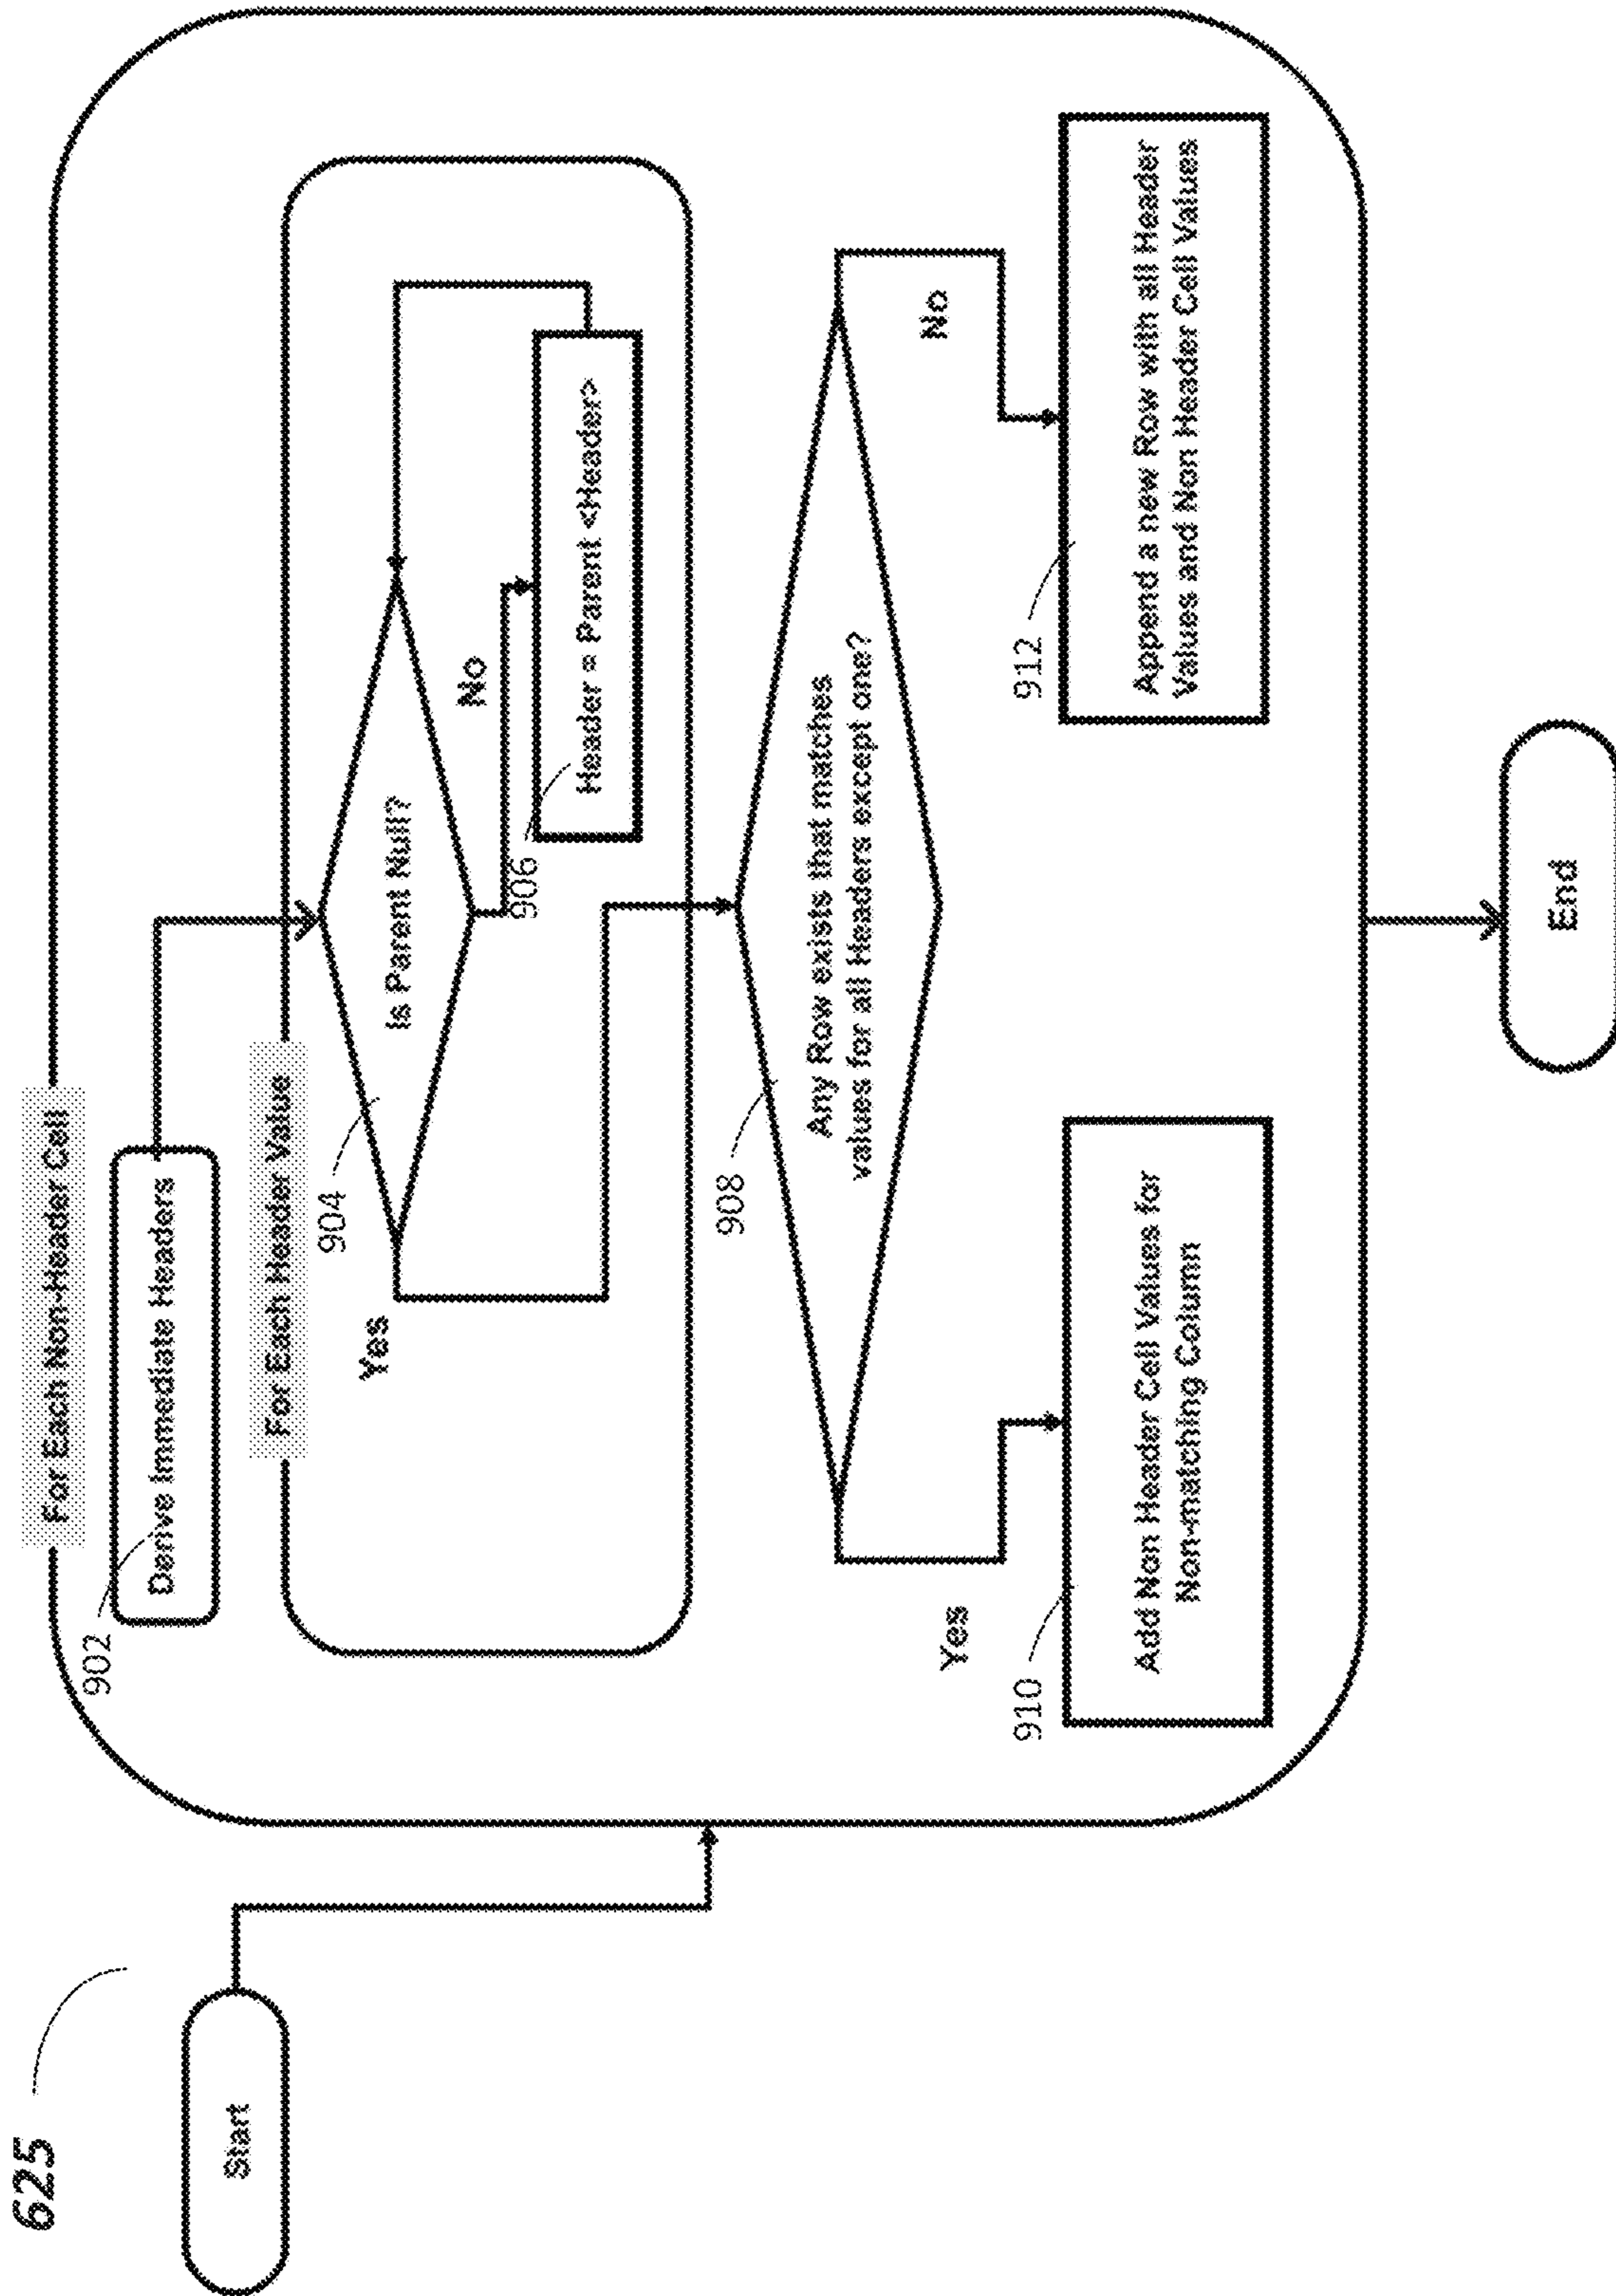 625
Start
For Each Non-Header Cell
902
Derive Immediate Headers
For Each Header Value
904
Is Parent Null?
Yes
No
906
Header = Parent <Header>
908
Any Row exists that matches
values for all Headers except one?
Yes
No
910
Add Non Header Cell Values for
Non-matching Column
912
Append a new Row with all Header
Values and Non Header Cell Values
End